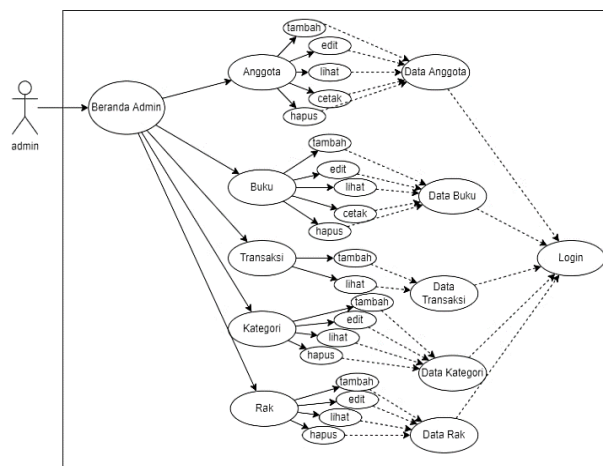 tambah
edit
Anggota
lihat
Data Anggota
cetak
hapus
Beranda Admin
admin
tambah
edit
Buku
lihat
Data Buku
cetak
hapus
Transaksi
tambah
lihat
Data
Transaksi
Login
tambah
edit
Kategori
lihat
hapus
Data Kategori
tambah
edit
Rak
lihat
hapus
Data Rak